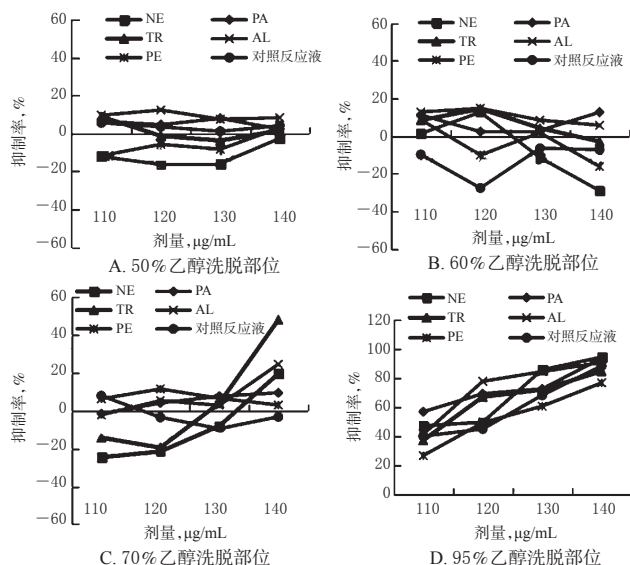 NE PA
TR AL
PE 对照反应液
抑制率, %
60
40
20
0
−20
−40
−60
110 120 130 140
剂量, μg/mL
A. 50%乙醇洗脱部位
NE PA
TR AL
PE 对照反应液
抑制率, %
60
40
20
0
−20
−40
−60
110 120 130 140
剂量, μg/mL
B. 60%乙醇洗脱部位
NE PA
TR AL
PE 对照反应液
抑制率, %
60
40
20
0
−20
−40
−60
110 120 130 140
剂量, μg/mL
C. 70%乙醇洗脱部位
NE PA
TR AL
PE 对照反应液
抑制率, %
120
100
80
60
40
20
0
110 120 130 140
剂量, μg/mL
D. 95%乙醇洗脱部位